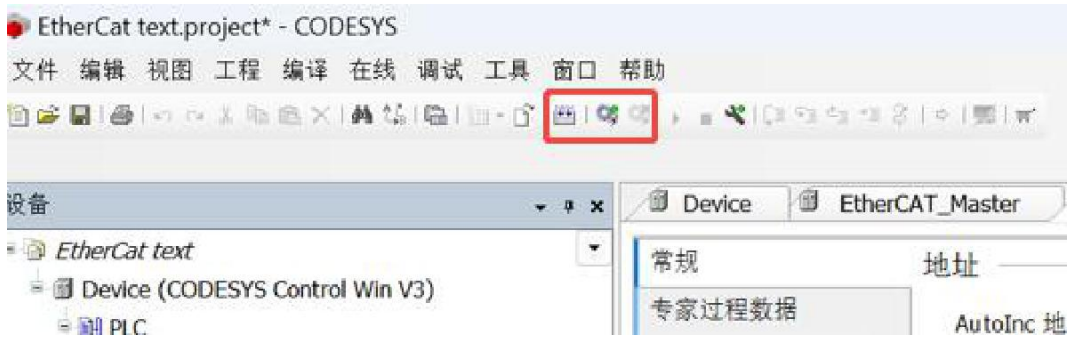 EtherCat text.project* - CODESYS
文件 编辑 视图 工程 编译 在线 调试 工具 窗口 帮助
设备
Device
EtherCAT_Master
EtherCat text
常规
地址
Device (CODESYS Control Win V3)
专家过程数据
PLC
AutoInc 地